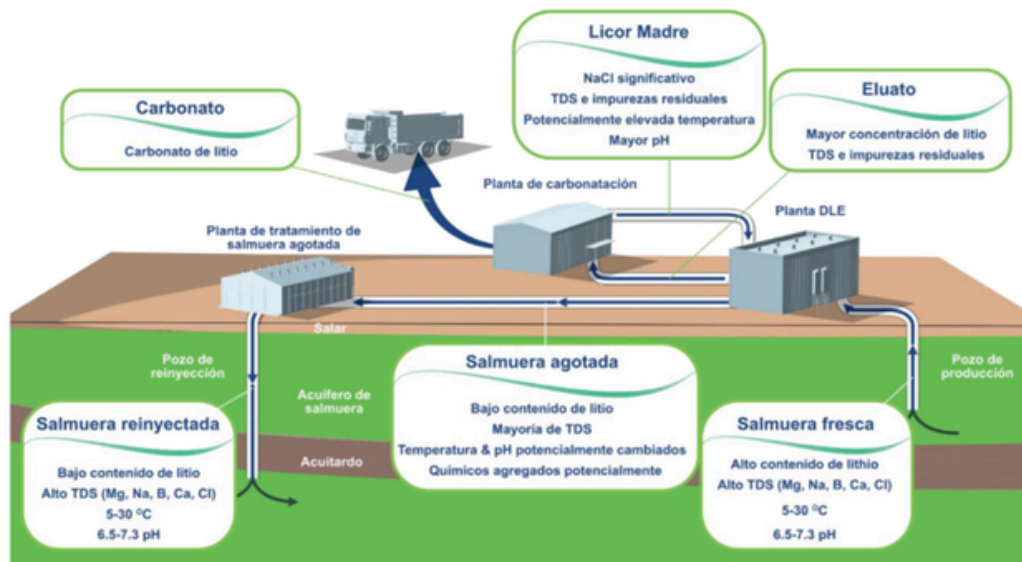 Licor Madre
NaCl significativo
TDS e impurezas residuales
Potencialmente elevada temperatura
Mayor pH
Eluato
Mayor concentración de litio
TDS e impurezas residuales
Carbonato
Carbonato de litio
Planta de carbonatación
Planta DLE
Planta de tratamiento de
salmuera agotada
Salar
Pozo de
reinyección
Acuífero de
salmuera
Acuitardo
Pozo de
producción
Salmuera reinyectada
Bajo contenido de litio
Alto TDS (Mg, Na, B, Ca, Cl)
5-30 ºC
6.5-7.3 pH
Salmuera agotada
Bajo contenido de litio
Mayoría de TDS
Temperatura & pH potencialmente cambiados
Químicos agregados potencialmente
Salmuera fresca
Alto contenido de lithio
Alto TDS (Mg, Na, B, Ca, Cl)
5-30 ºC
6.5-7.3 pH